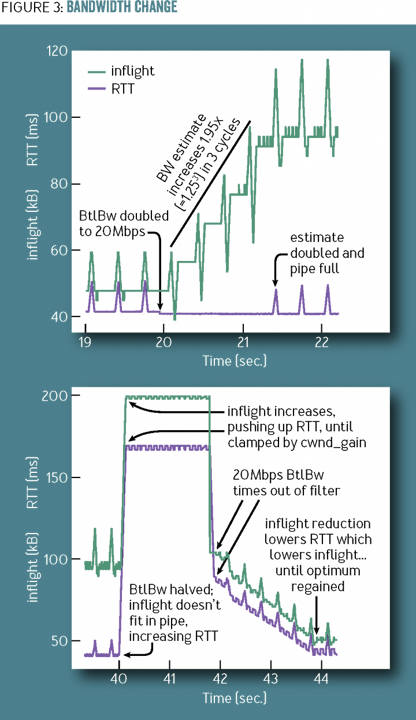 FIGURE 3: BANDWIDTH CHANGE
120
100
80
60
40
RTT (ms)
inflight (kB)
inflight
RTT
BW estimate
increases 1.95x
(=1.25³) in 3 cycles
BtlBw doubled
to 20Mbps
estimate
doubled and
pipe full
19
20
21
22
Time (sec.)
200
150
100
50
RTT (ms)
inflight (kB)
inflight increases,
pushing up RTT, until
clamped by cwnd_gain
20Mbps BtlBw
times out of filter
inflight reduction
lowers RTT which
lowers inflight...
until optimum
regained
BtlBw halved;
inflight doesn't
fit in pipe,
increasing RTT
40
41
42
43
44
Time (sec.)